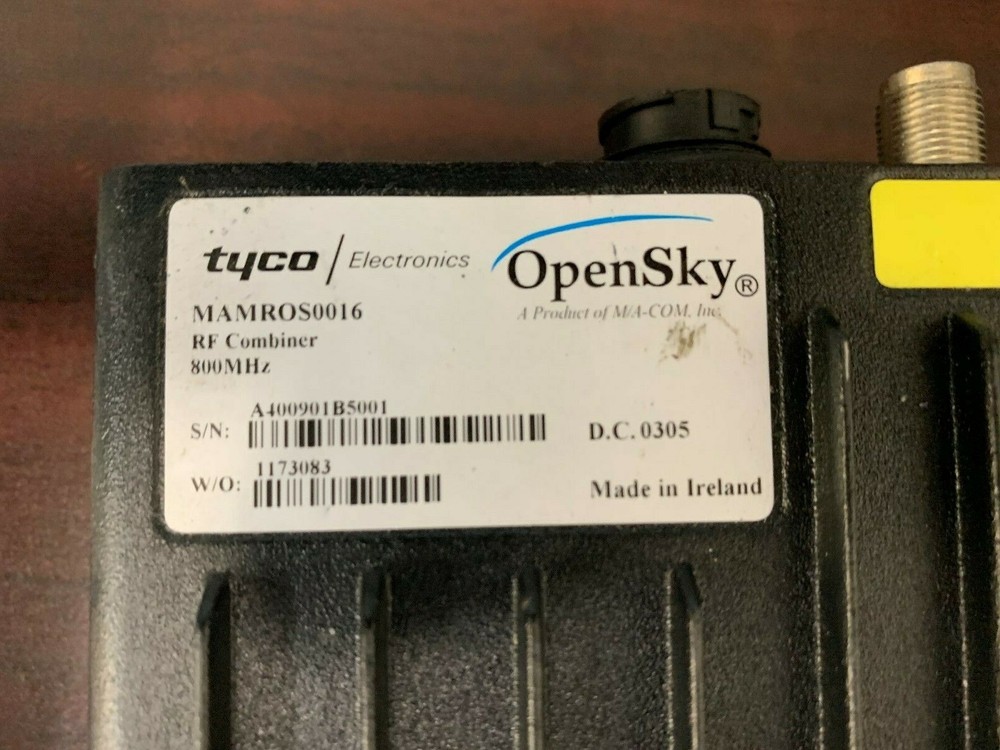 tyco / Electronics
OpenSky®
A Product of M/A-COM, Inc.
MAMROS0016
RF Combiner
800MHz
A400901B5001
S/N:
D.C. 0305
1173083
W/O:
Made in Ireland